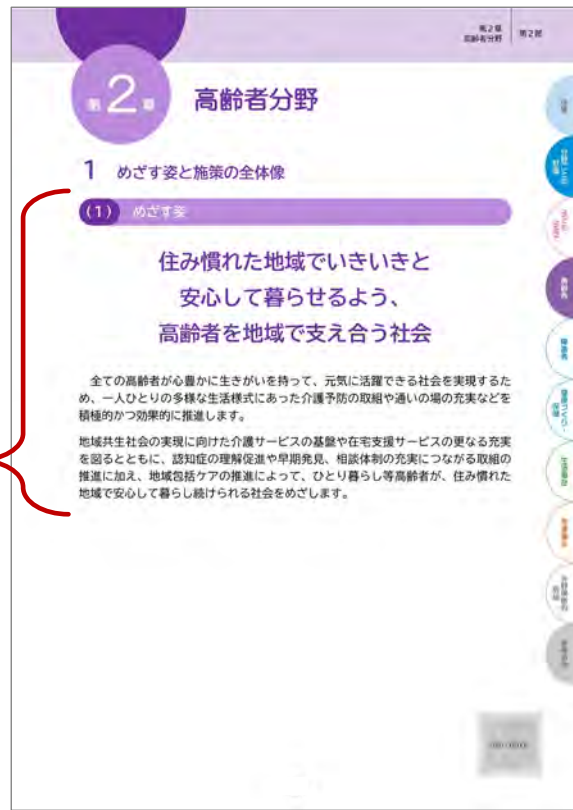 第2章
高齢者分野
第2部
第2章
高齢者分野
1 めざす姿と施策の全体像
(1) めざす姿
住み慣れた地域でいきいきと
安心して暮らせるよう、
高齢者を地域で支え合う社会
全ての高齢者が心豊かに生きがいを持って、元気に活躍できる社会を実現するた
め、一人ひとりの多様な生活様式にあった介護予防の取組や通いの場の充実などを
積極的かつ効果的に推進します。
地域共生社会の実現に向けた介護サービスの基盤や在宅支援サービスの更なる充実
を図るとともに、認知症の理解促進や早期発見、相談体制の充実につながる取組の
推進に加え、地域包括ケアの推進によって、ひとり暮らし等高齢者が、住み慣れた
地域で安心して暮らし続けられる社会をめざします。
高齢者
障害者